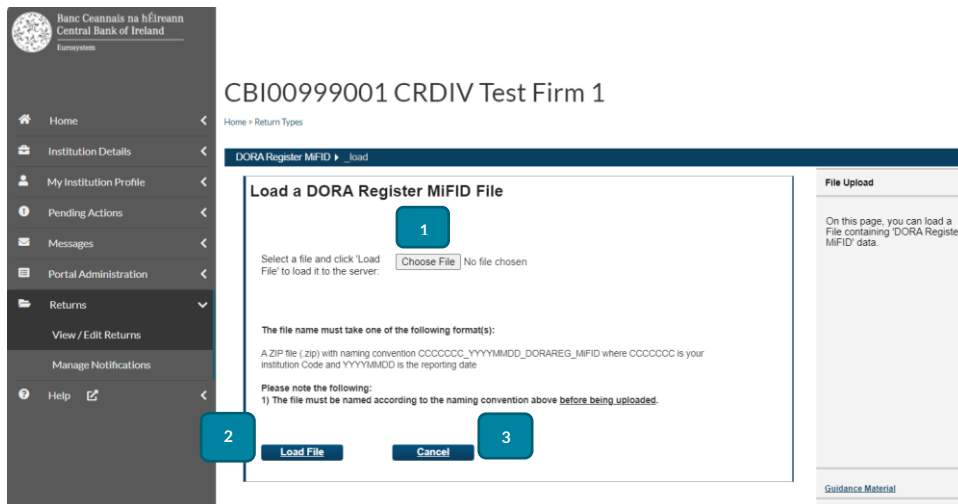 Banc Ceannais na hÉireann
Central Bank of Ireland
Eurosystem
Home
Institution Details
My Institution Profile
Pending Actions
Messages
Portal Administration
Returns
View / Edit Returns
Manage Notifications
Help
CBI00999001 CRDIV Test Firm 1
Home > Return Types
DORA Register MiFID _load
Load a DORA Register MiFID File
1
Select a file and click 'Load
File' to load it to the server:
Choose File No file chosen
The file name must take one of the following format(s):
A ZIP file (.zip) with naming convention CCCCCCC_YYYYMMDD_DORAREG_MiFID where CCCCCCC is your
institution Code and YYYYMMDD is the reporting date
Please note the following:
1) The file must be named according to the naming convention above before being uploaded.
2
Load File
Cancel
3
File Upload
On this page, you can load a
File containing 'DORA Registe
MiFID' data.
Guidance Material